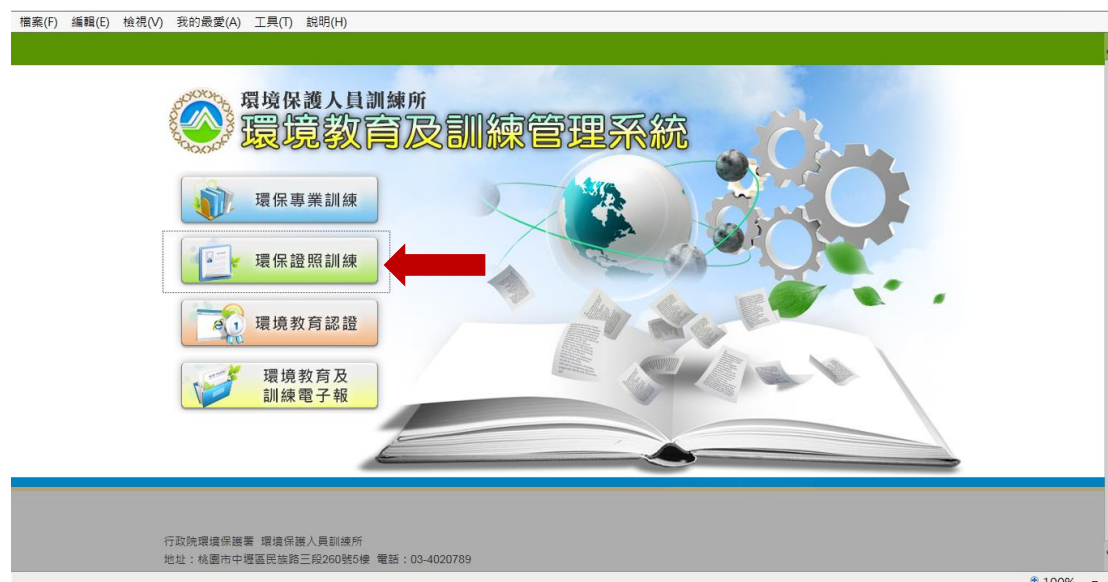 檔案(F) 編輯(E) 檢視(V) 我的最愛(A) 工具(T) 說明(H)
環境保護人員訓練所
環境教育及訓練管理系統
環保專業訓練
環保證照訓練
環境教育認證
環境教育及
訓練電子報
行政院環境保護署 環境保護人員訓練所
地址：桃園市中壢區民族路三段260號5樓 電話：03-4020789
100%